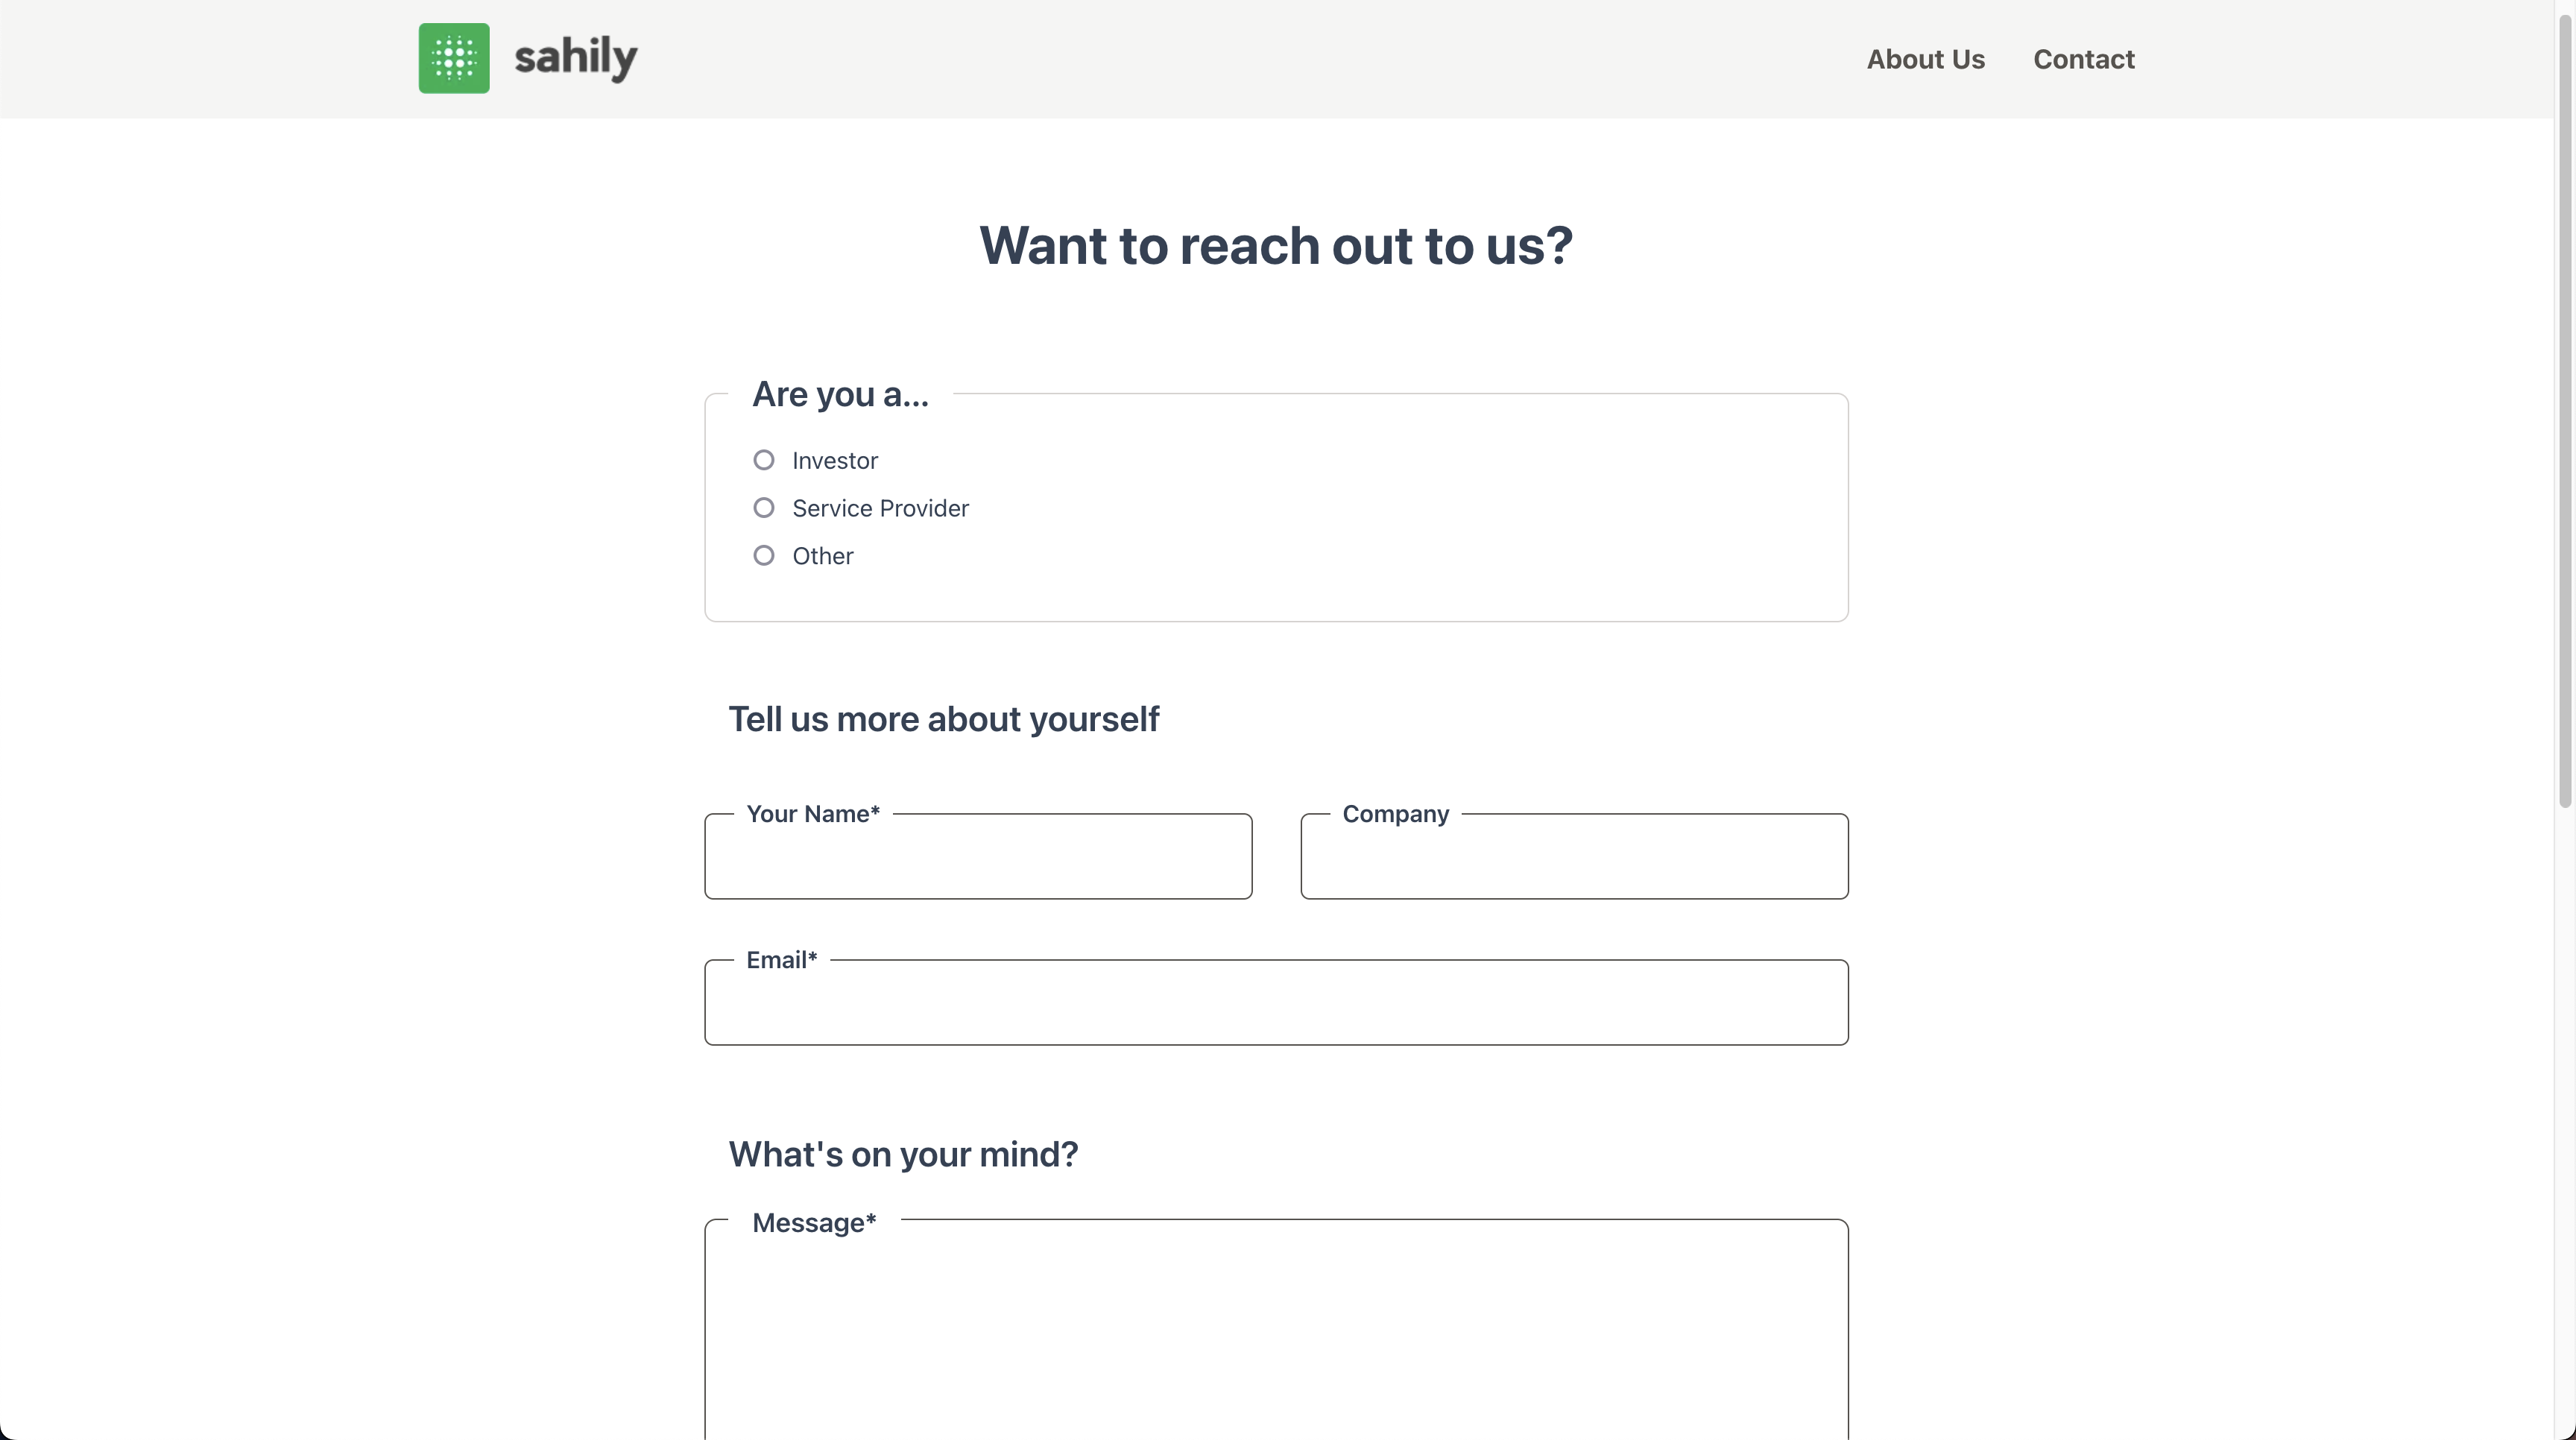 sahily
About Us
Contact
Want to reach out to us?
Are you a...
Investor
Service Provider
Other
Tell us more about yourself
Your Name*
Company
Email*
What's on your mind?
Message*